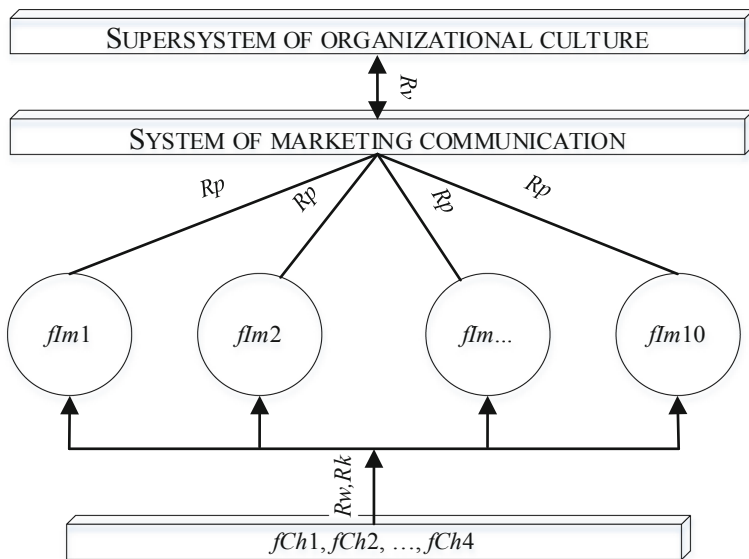 SUPERSYSTEM OF ORGANIZATIONAL CULTURE
Rv
SYSTEM OF MARKETING COMMUNICATION
Rp
Rp
Rp
Rp
fIm1
fIm2
fIm...
fIm10
Rw,Rk
fCh1, fCh2, …, fCh4